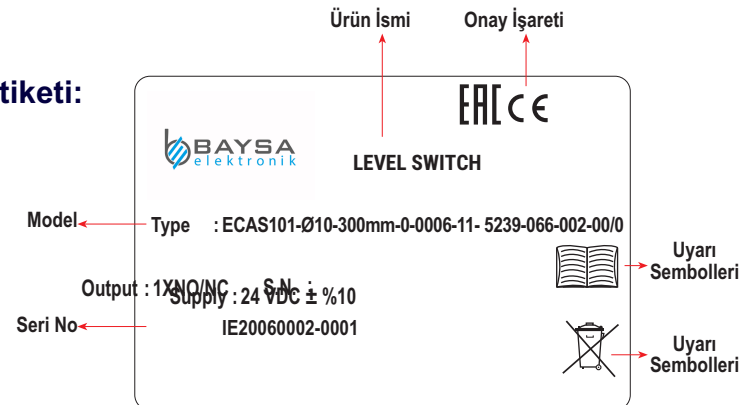 Ürün İsmi
Onay İşareti
tiketi:
EAC CE
BAYSA
elektronik
LEVEL SWITCH
Model
Type : ECAS101-Ø10-300mm-0-0006-11- 5239-066-002-00/0
Uyarı
Sembolleri
Output : 1XNO/NC S.N. :
Supply : 24 VDC ± %10
Seri No
IE20060002-0001
Uyarı
Sembolleri